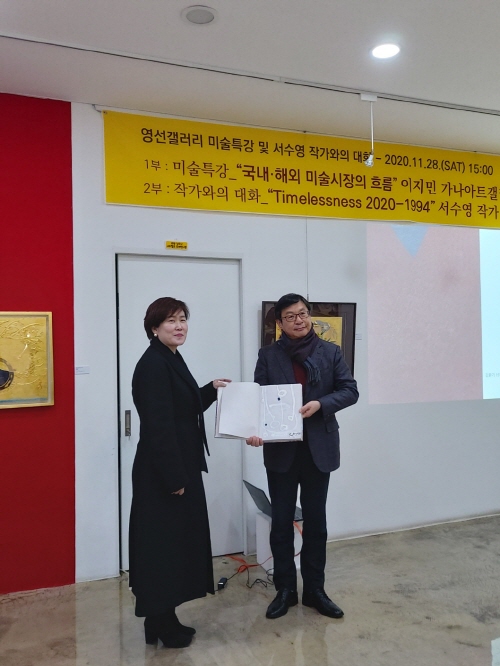 영선갤러리 미술특강 및 서수영 작가와의 대화 - 2020.11.28.(SAT) 15:00
1부 : 미술특강_“국내·해외 미술시장의 흐름” 이지민 가나아트갤
2부 : 작가와의 대화_“Timelessness 2020-1994” 서수영 작가